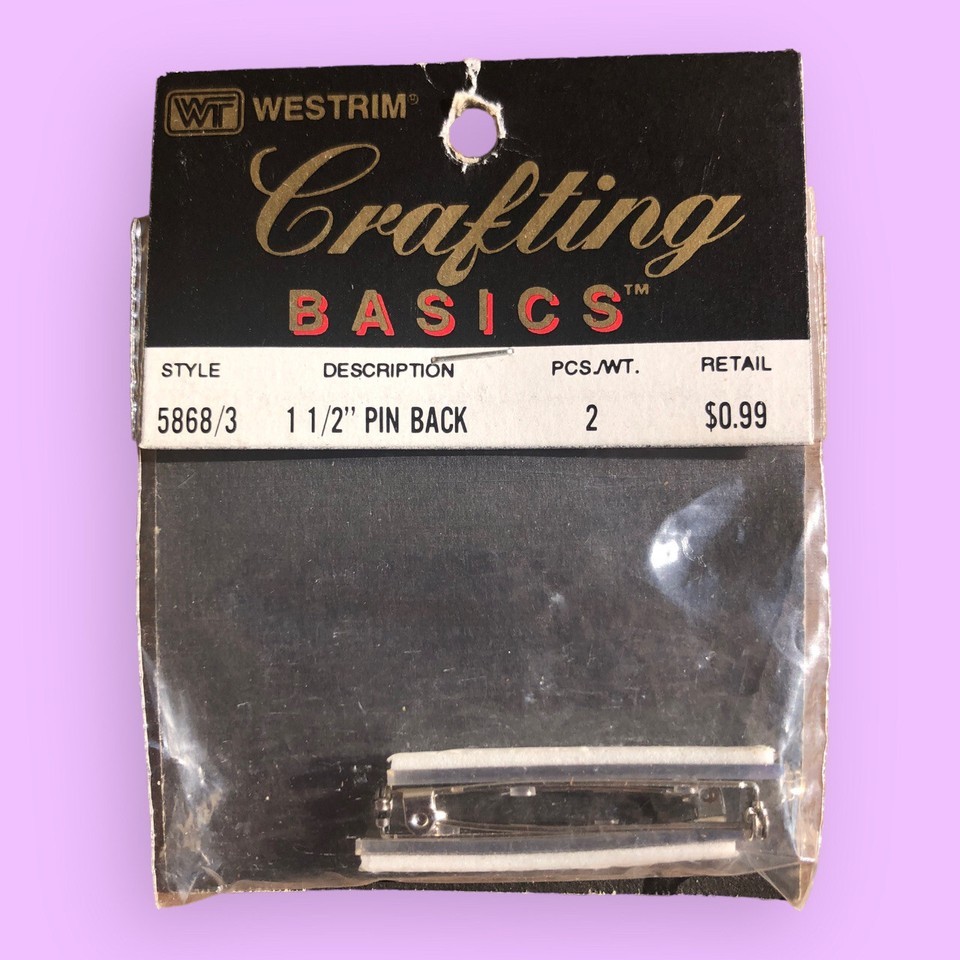 WT WESTRIM®
Crafting
BASICS™
STYLE DESCRIPTION PCS./WT. RETAIL
5868/3 1 1/2" PIN BACK 2 $0.99